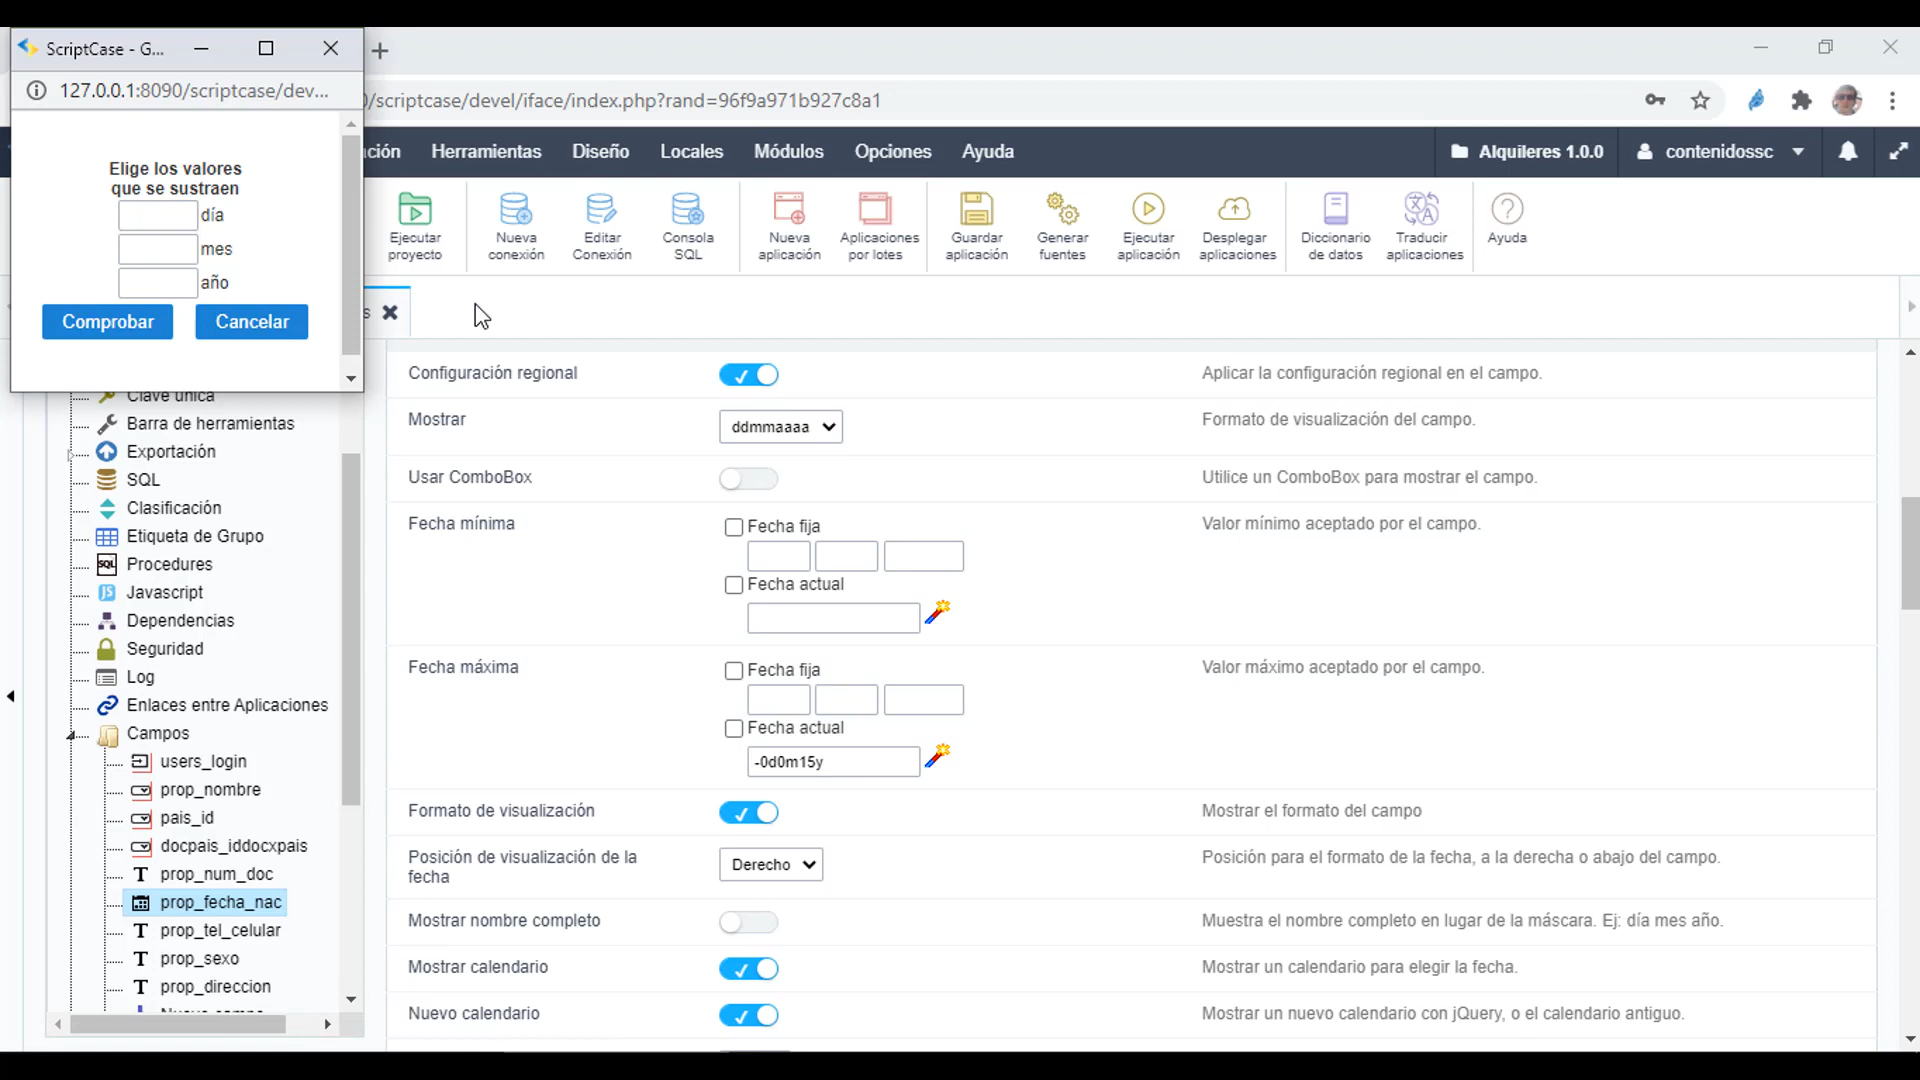 ScriptCase - G...
127.0.0.1:8090/scriptcase/dev...
Elige los valores
que se sustraen
día
mes
año
Comprobar
Cancelar
/scriptcase/devel/iface/index.php?rand=96f9a971b927c8a1
ción
Herramientas
Diseño
Locales
Módulos
Opciones
Ayuda
Alquileres 1.0.0
contenidossc
Ejecutar
proyecto
Nueva
conexión
Editar
Conexión
Consola
SQL
Nueva
aplicación
Aplicaciones
por lotes
Guardar
aplicación
Generar
fuentes
Ejecutar
aplicación
Desplegar
aplicaciones
Diccionario
de datos
Traducir
aplicaciones
Ayuda
s
Clave única
Barra de herramientas
Exportación
SQL
Clasificación
Etiqueta de Grupo
SQL
Procedures
JS
Javascript
Dependencias
Seguridad
Log
Enlaces entre Aplicaciones
Campos
users_login
prop_nombre
pais_id
docpais_iddocxpais
T prop_num_doc
prop_fecha_nac
T prop_tel_celular
T prop_sexo
T prop_direccion
Configuración regional
Aplicar la configuración regional en el campo.
Mostrar
ddmmaaaa
Formato de visualización del campo.
Usar ComboBox
Utilice un ComboBox para mostrar el campo.
Fecha mínima
Fecha fija
Fecha actual
Valor mínimo aceptado por el campo.
Fecha máxima
Fecha fija
Fecha actual
-0d0m15y
Valor máximo aceptado por el campo.
Formato de visualización
Mostrar el formato del campo
Posición de visualización de la
fecha
Derecho
Posición para el formato de la fecha, a la derecha o abajo del campo.
Mostrar nombre completo
Muestra el nombre completo en lugar de la máscara. Ej: día mes año.
Mostrar calendario
Mostrar un calendario para elegir la fecha.
Nuevo calendario
Mostrar un nuevo calendario con jQuery, o el calendario antiguo.